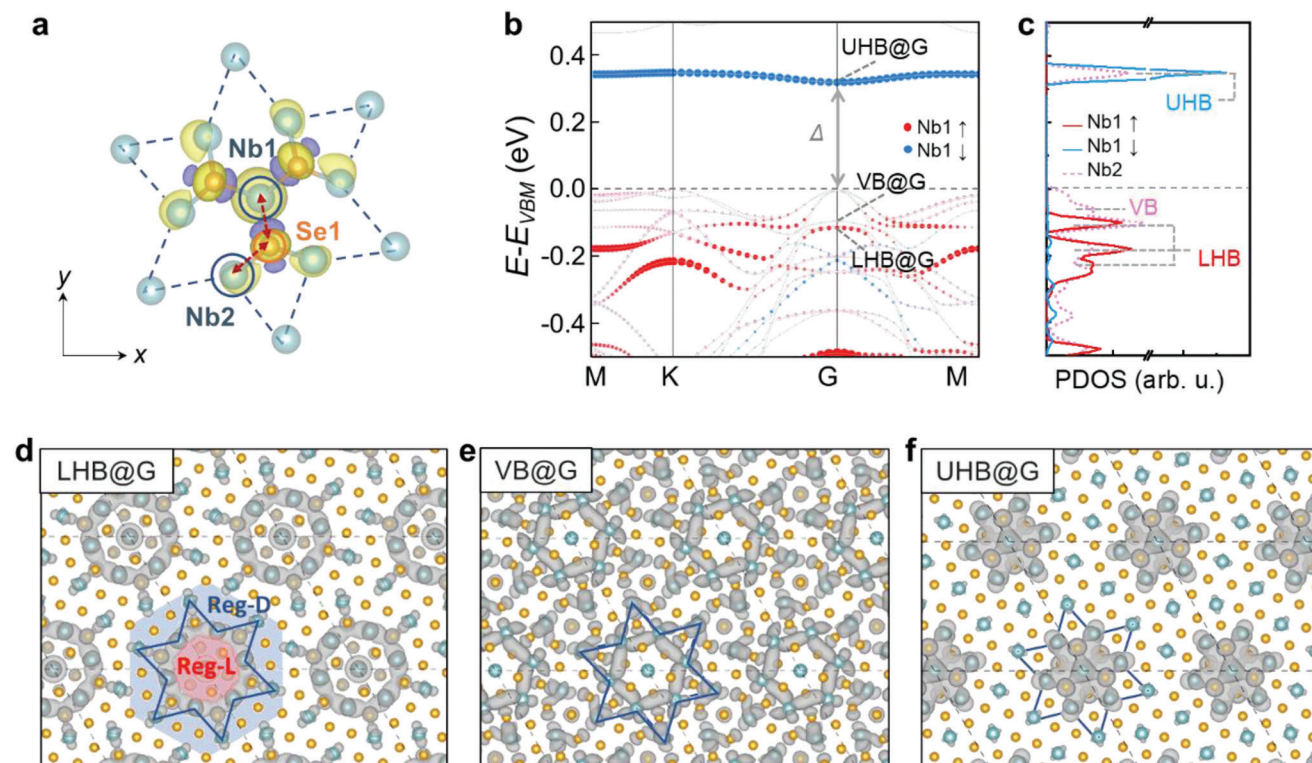 a
Nb1
Se1
Nb2
y
x
b
E-E_VBM (eV)
0.4
0.2
0.0
-0.2
-0.4
UHB@G
Δ
Nb1 ↑
Nb1 ↓
VB@G
LHB@G
M K G M
c
UHB
Nb1 ↑
Nb1 ↓
Nb2
VB
LHB
PDOS (arb. u.)
d
LHB@G
Reg-D
Reg-L
e
VB@G
f
UHB@G